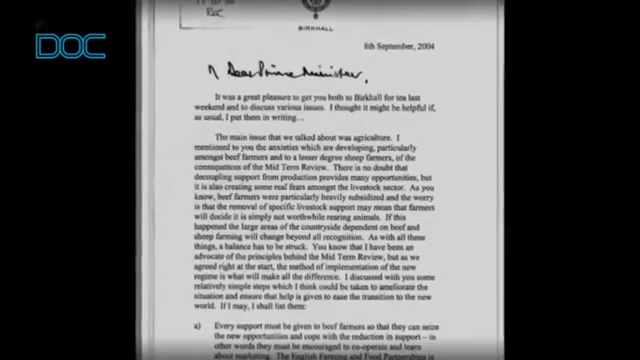 DOC
BIRKHALL
8th September, 2004
Dear Prime Minister,
It was a great pleasure to get you both to Birkhall for tea last
weekend and to discuss various issues. I thought it might be helpful if,
as usual, I put them in writing...
The main issue that we talked about was agriculture. I
mentioned to you the anxieties which are developing, particularly
amongst beef farmers and to a lesser degree sheep farmers, of the
consequences of the Mid Term Review. There is no doubt that
decoupling support from production provides many opportunities, but
it is also creating some real fears amongst the livestock sector. As you
know, beef farmers were particularly heavily subsidized and the worry
is that the removal of specific livestock support may mean that farmers
will decide it is simply not worthwhile rearing animals. If this
happened the large areas of the countryside dependent on beef and
sheep farming will change beyond all recognition. As with all these
things, a balance has to be struck. You know that I have been an
advocate of the principles behind the Mid Term Review, but as we
agreed right at the start, the method of implementation of the new
regime is what will make all the difference. I discussed with you some
relatively simple steps which I think could be taken to ameliorate the
situation and ensure that help is given to ease the transition to the new
world. If I may, I shall list them:
a) Every support must be given to beef farmers so that they can seize
the new opportunities and cope with the reduction in support – in
other words they must be encouraged to co-operate and learn
about marketing. The English Farming and Food Partnerships is